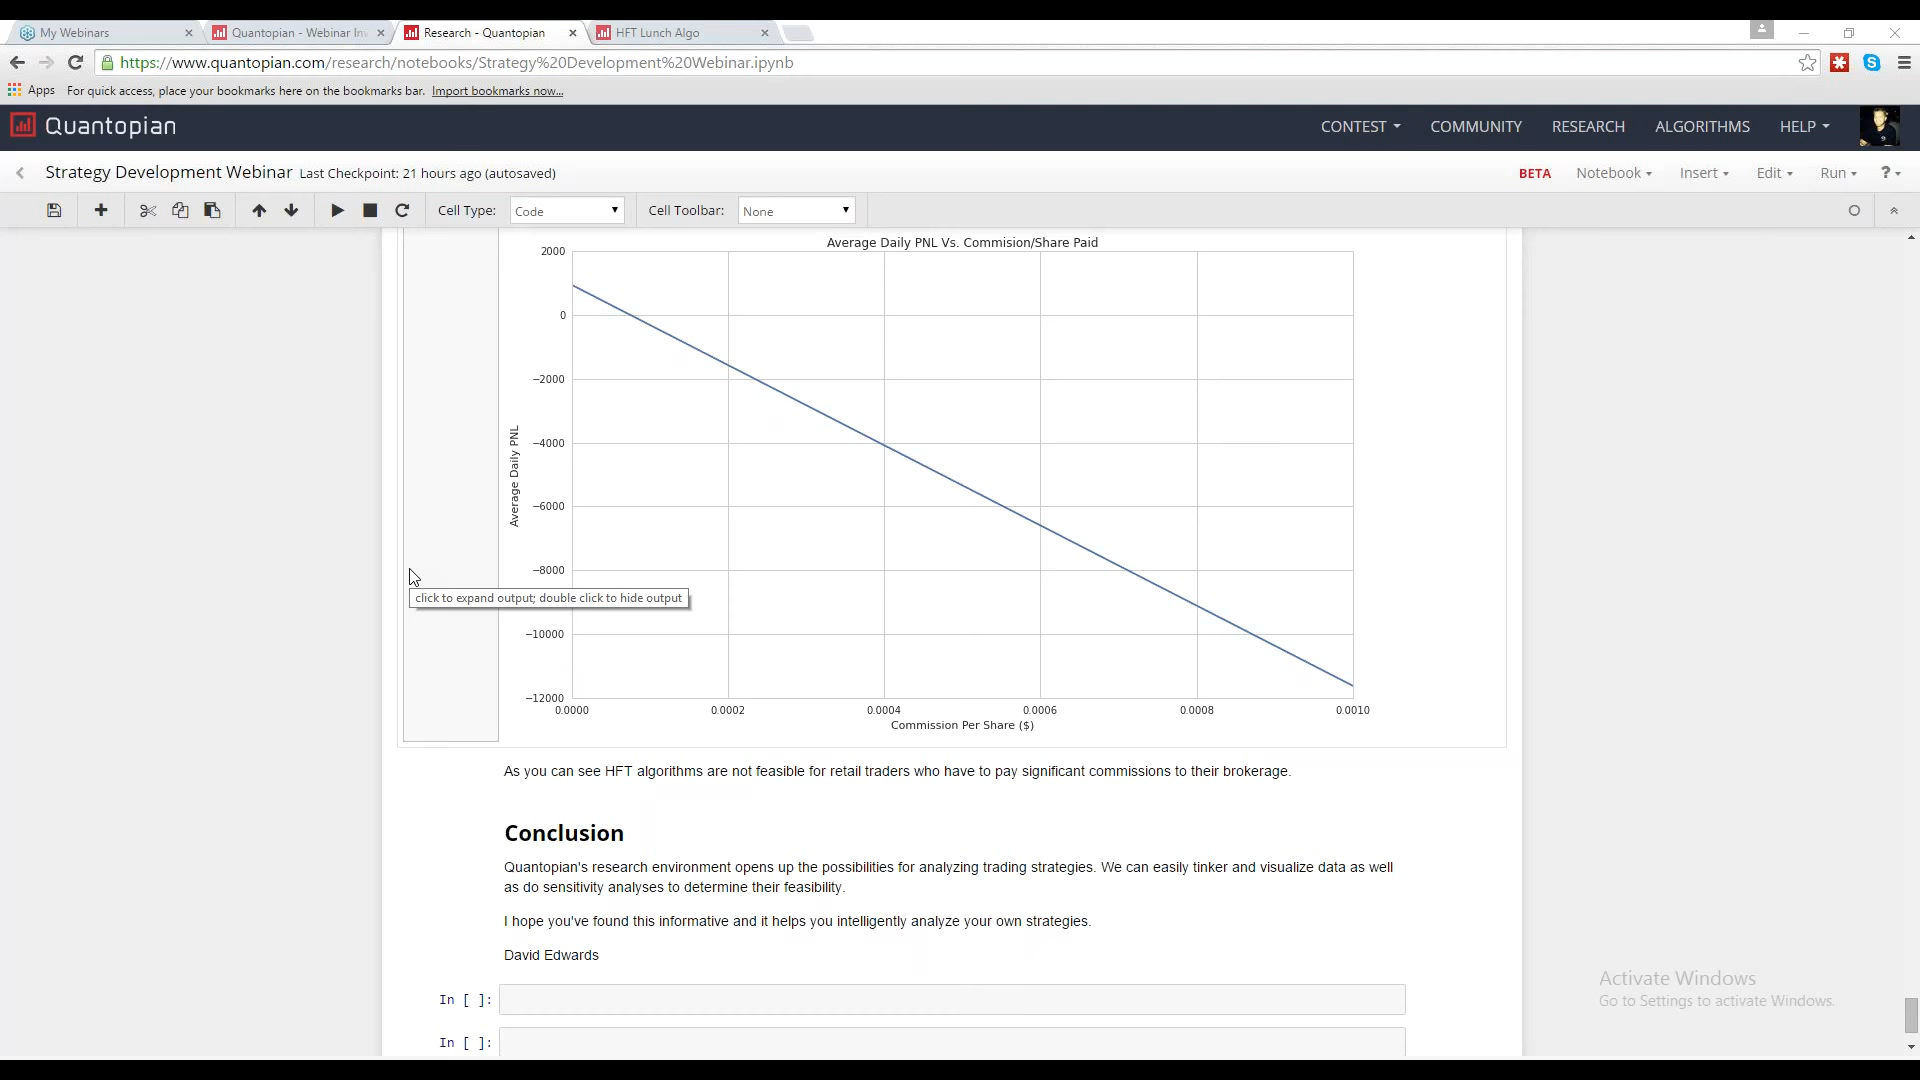 My Webinars
Quantopian - Webinar In
Research - Quantopian
HFT Lunch Algo
https://www.quantopian.com/research/notebooks/Strategy%20Development%20Webinar.ipynb
Apps For quick access, place your bookmarks here on the bookmarks bar. Import bookmarks now...
Quantopian
CONTEST COMMUNITY RESEARCH ALGORITHMS HELP
Strategy Development Webinar Last Checkpoint: 21 hours ago (autosaved)
BETA Notebook Insert Edit Run ?
Cell Type: Code Cell Toolbar: None
Average Daily PNL Vs. Commision/Share Paid
2000
0
−2000
−4000
−6000
−8000
−10000
−12000
Average Daily PNL
0.0000 0.0002 0.0004 0.0006 0.0008 0.0010
Commission Per Share ($)
click to expand output; double click to hide output
As you can see HFT algorithms are not feasible for retail traders who have to pay significant commissions to their brokerage.
Conclusion
Quantopian's research environment opens up the possibilities for analyzing trading strategies. We can easily tinker and visualize data as well
as do sensitivity analyses to determine their feasibility.
I hope you've found this informative and it helps you intelligently analyze your own strategies.
David Edwards
In [ ]:
In [ ]:
Activate Windows
Go to Settings to activate Windows.